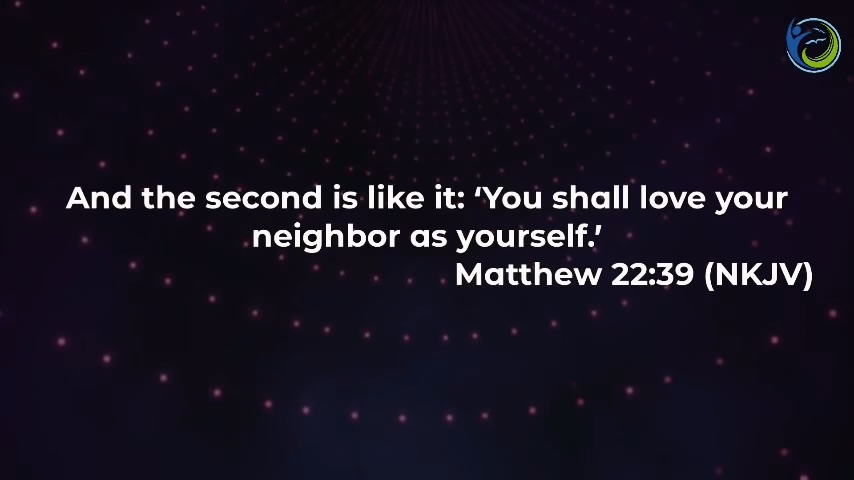 And the second is like it: ‘You shall love your
neighbor as yourself.’
Matthew 22:39 (NKJV)